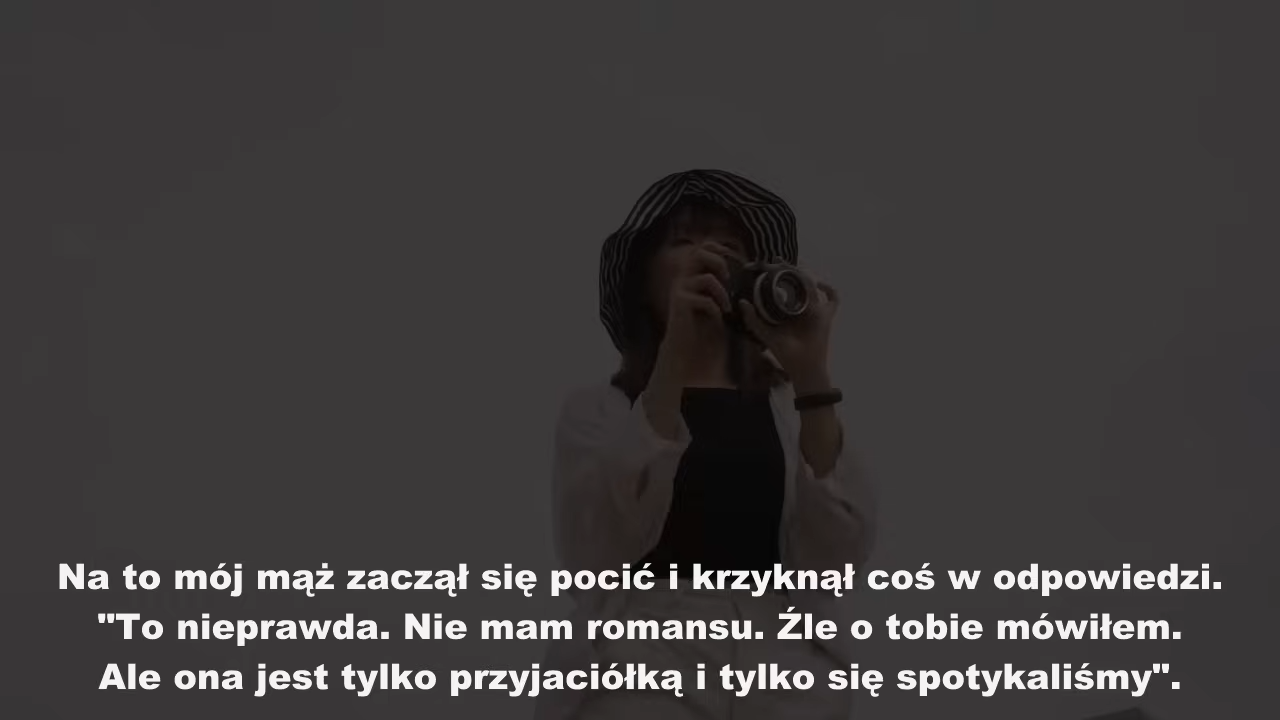 Na to mój mąż zaczął się pocić i krzyknął coś w odpowiedzi.
"To nieprawda. Nie mam romansu. Źle o tobie mówiłem.
Ale ona jest tylko przyjaciółką i tylko się spotykaliśmy".